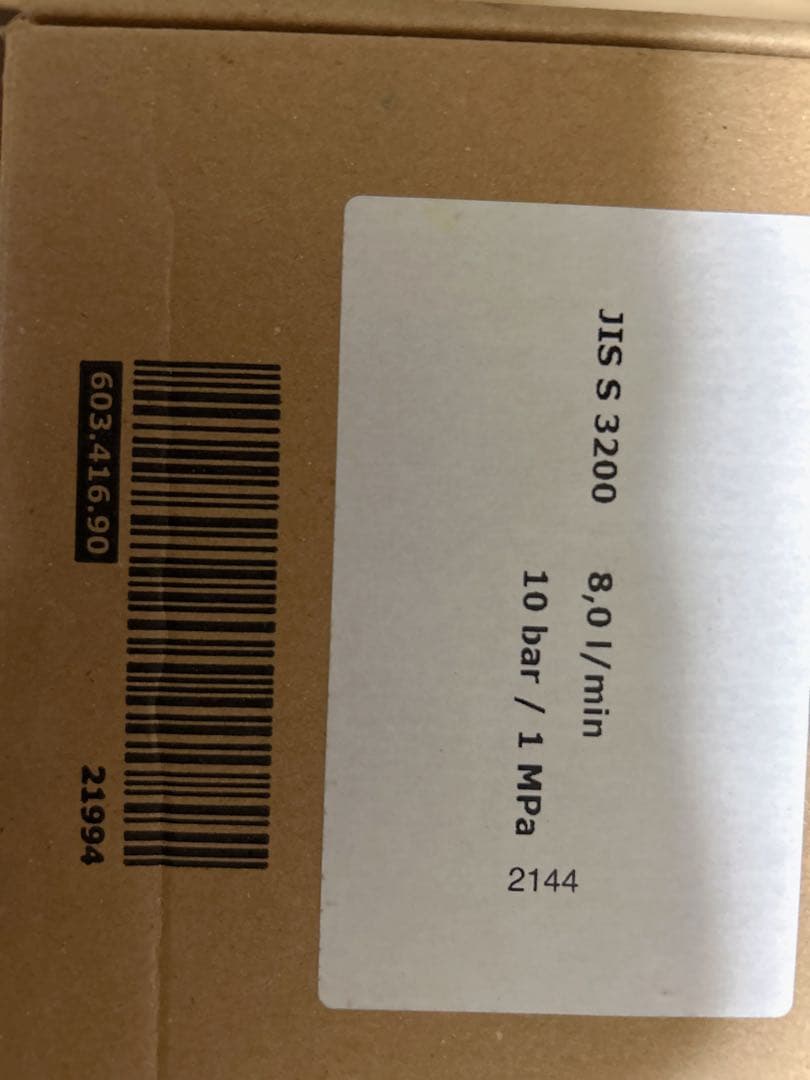 JIS S 3200 8,0 l/min
10 bar / 1 MPa
2144
603.416.90 21994